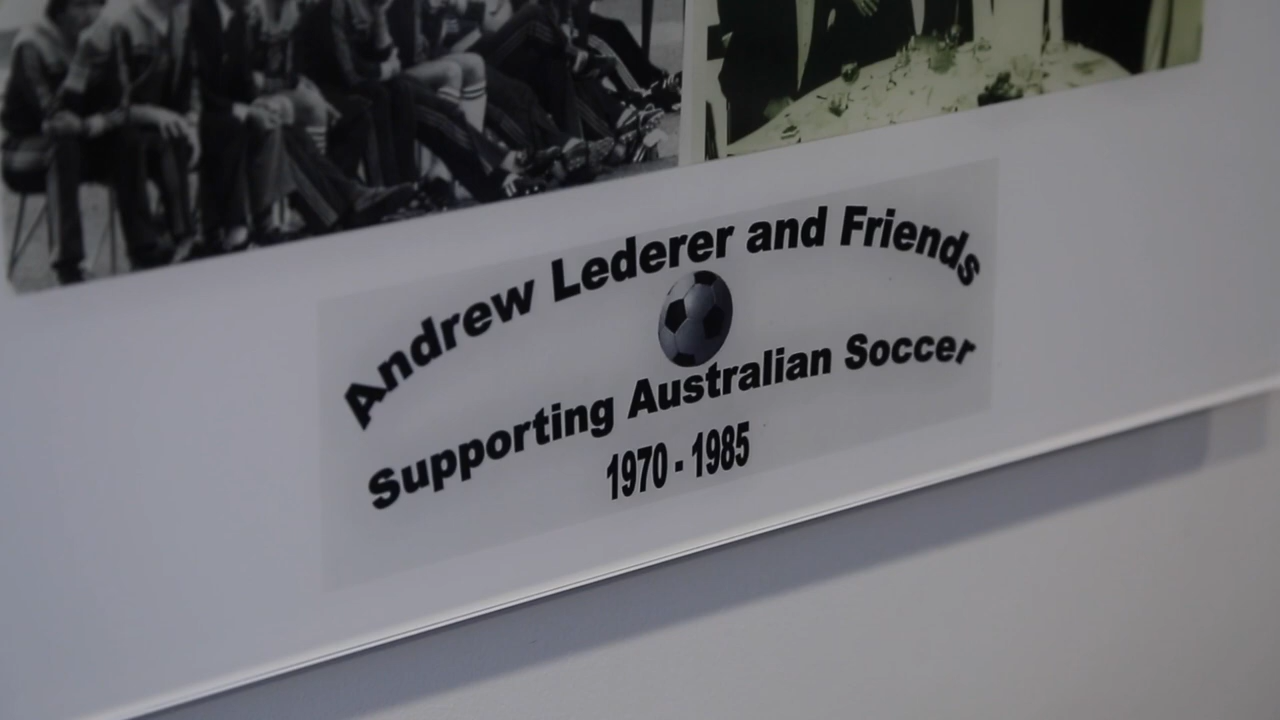 Andrew Lederer and Friends
Supporting Australian Soccer
1970 - 1985